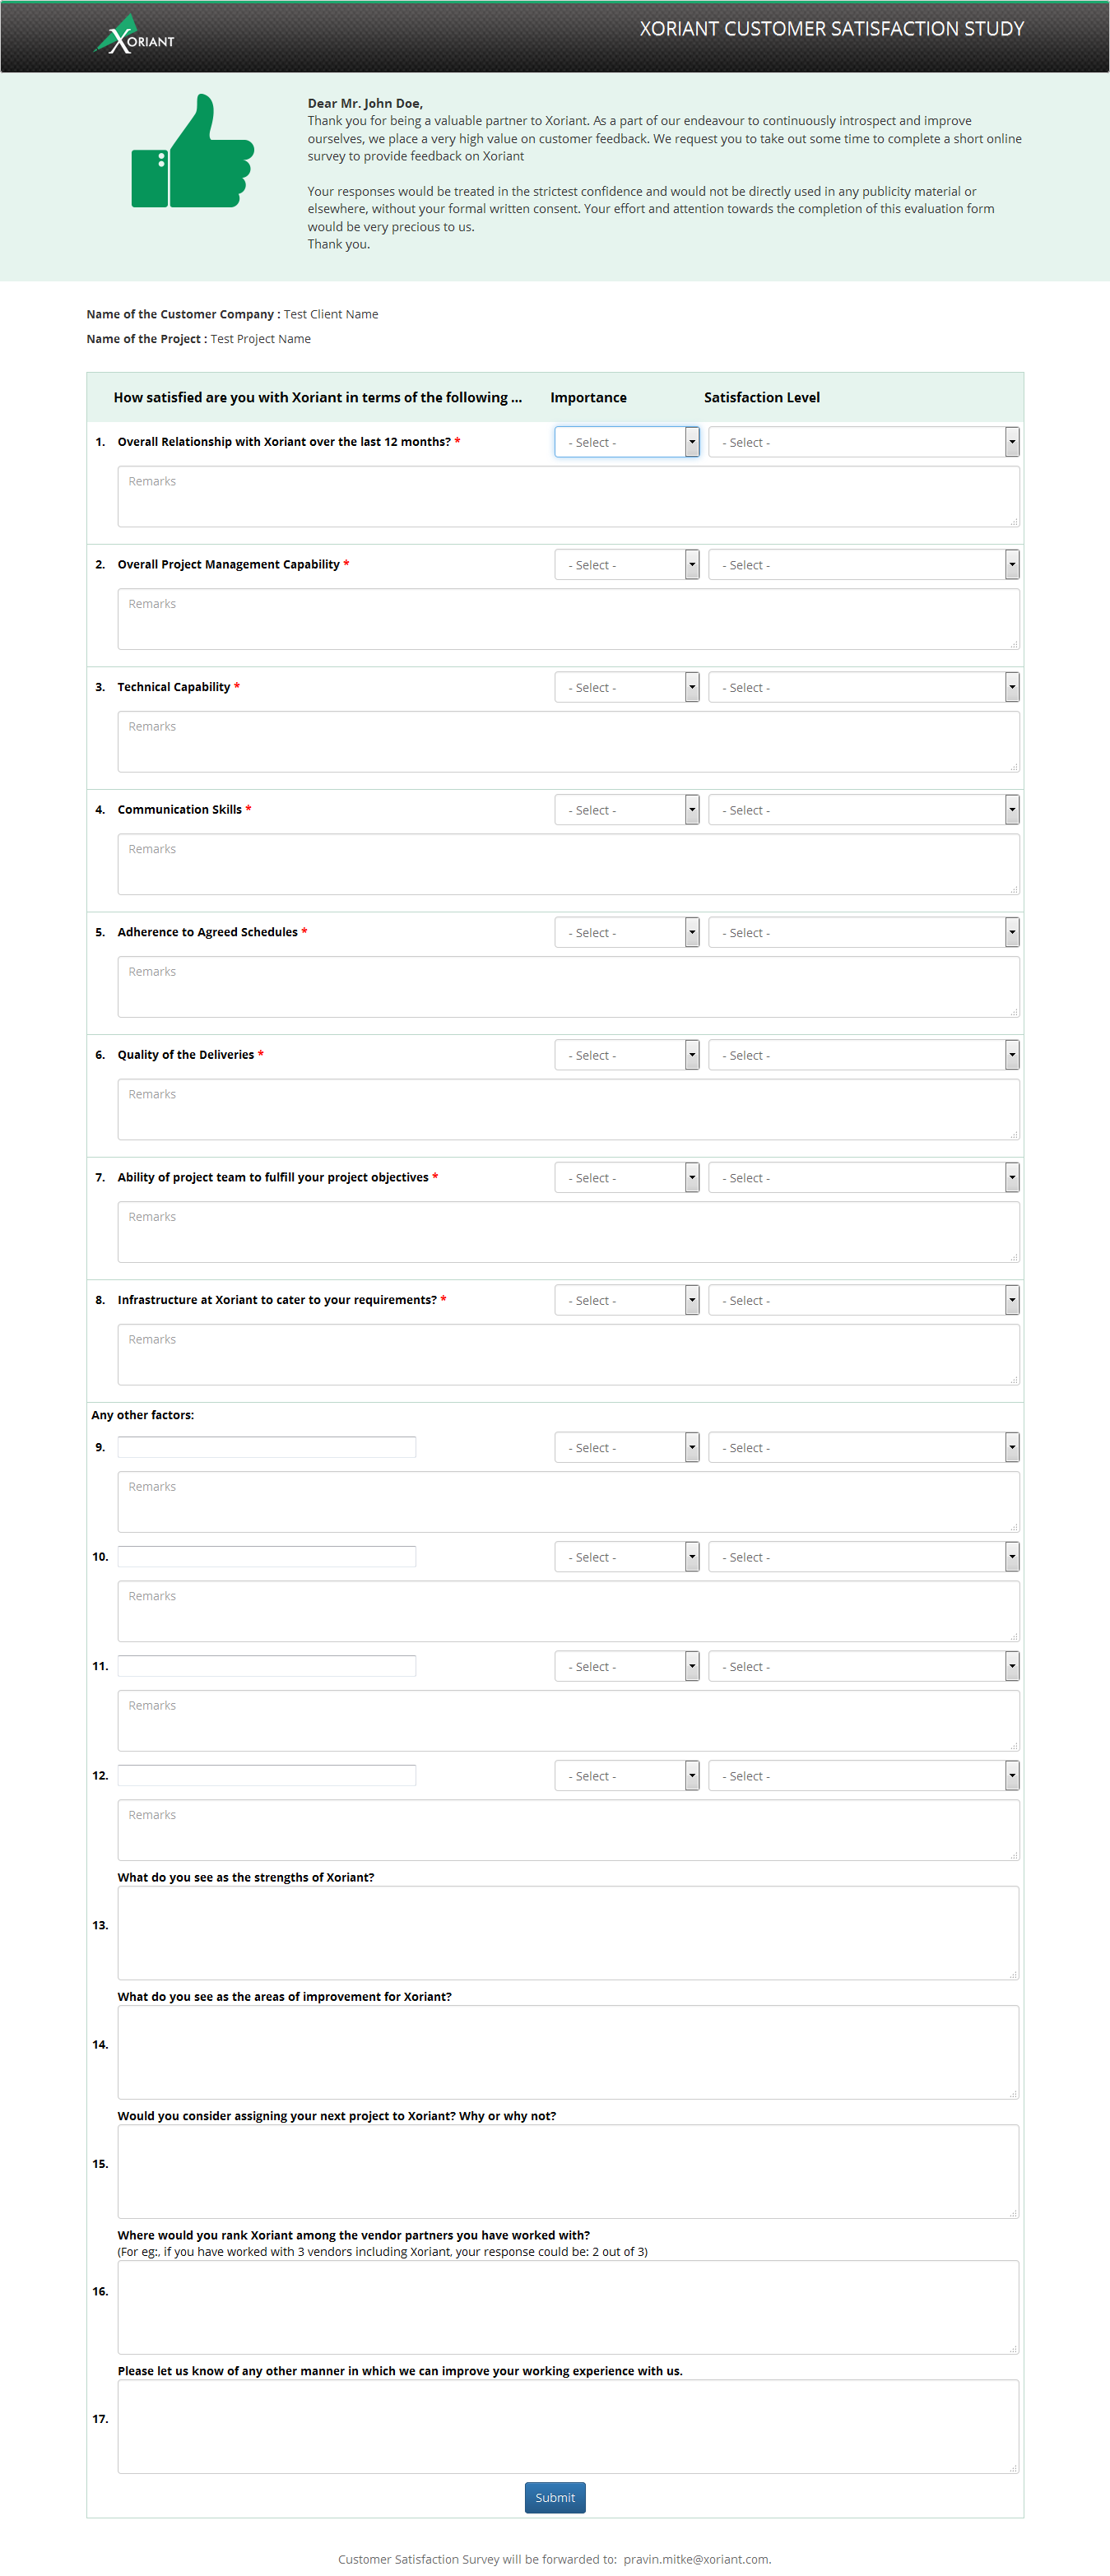 XORIANT
XORIANT CUSTOMER SATISFACTION STUDY
Dear Mr. John Doe,
Thank you for being a valuable partner to Xoriant. As a part of our endeavour to continuously introspect and improve
ourselves, we place a very high value on customer feedback. We request you to take out some time to complete a short online
survey to provide feedback on Xoriant
Your responses would be treated in the strictest confidence and would not be directly used in any publicity material or
elsewhere, without your formal written consent. Your effort and attention towards the completion of this evaluation form
would be very precious to us.
Thank you.
Name of the Customer Company : Test Client Name
Name of the Project : Test Project Name
How satisfied are you with Xoriant in terms of the following ... Importance Satisfaction Level
1. Overall Relationship with Xoriant over the last 12 months? * - Select - - Select -
Remarks
2. Overall Project Management Capability * - Select - - Select -
Remarks
3. Technical Capability * - Select - - Select -
Remarks
4. Communication Skills * - Select - - Select -
Remarks
5. Adherence to Agreed Schedules * - Select - - Select -
Remarks
6. Quality of the Deliveries * - Select - - Select -
Remarks
7. Ability of project team to fulfill your project objectives * - Select - - Select -
Remarks
8. Infrastructure at Xoriant to cater to your requirements? * - Select - - Select -
Remarks
Any other factors:
9. - Select - - Select -
Remarks
10. - Select - - Select -
Remarks
11. - Select - - Select -
Remarks
12. - Select - - Select -
Remarks
What do you see as the strengths of Xoriant?
13.
What do you see as the areas of improvement for Xoriant?
14.
Would you consider assigning your next project to Xoriant? Why or why not?
15.
Where would you rank Xoriant among the vendor partners you have worked with?
(For eg:, if you have worked with 3 vendors including Xoriant, your response could be: 2 out of 3)
16.
Please let us know of any other manner in which we can improve your working experience with us.
17.
Submit
Customer Satisfaction Survey will be forwarded to: pravin.mitke@xoriant.com.